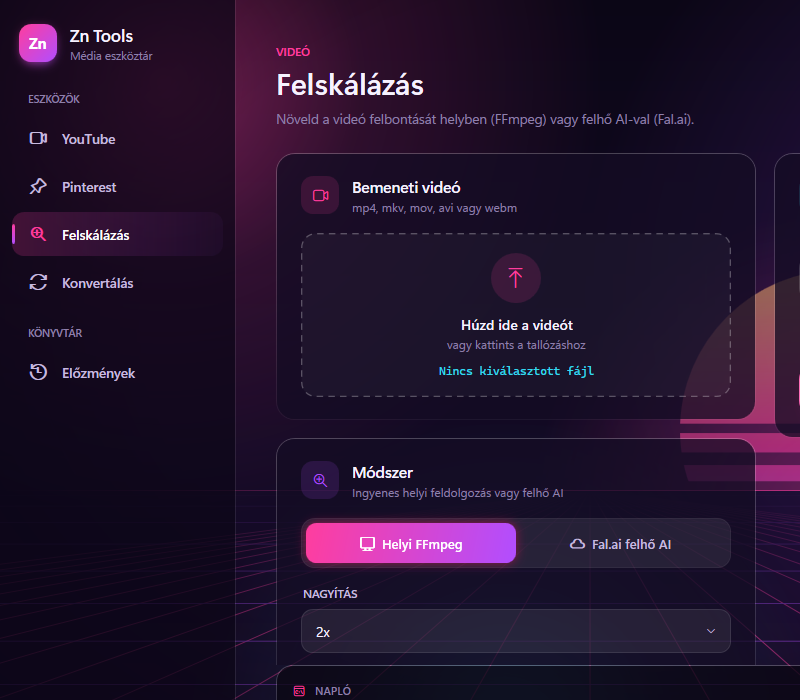 Zn
Zn Tools
Média eszköztár
ESZKÖZÖK
YouTube
Pinterest
Felskálázás
Konvertálás
KÖNYVTÁR
Előzmények
VIDEÓ
Felskálázás
Növeld a videó felbontását helyben (FFmpeg) vagy felhő AI-val (Fal.ai).
Bemeneti videó
mp4, mkv, mov, avi vagy webm
Húzd ide a videót
vagy kattints a tallózáshoz
Nincs kiválasztott fájl
Módszer
Ingyenes helyi feldolgozás vagy felhő AI
Helyi FFmpeg
Fal.ai felhő AI
NAGYÍTÁS
2x
NAPLÓ